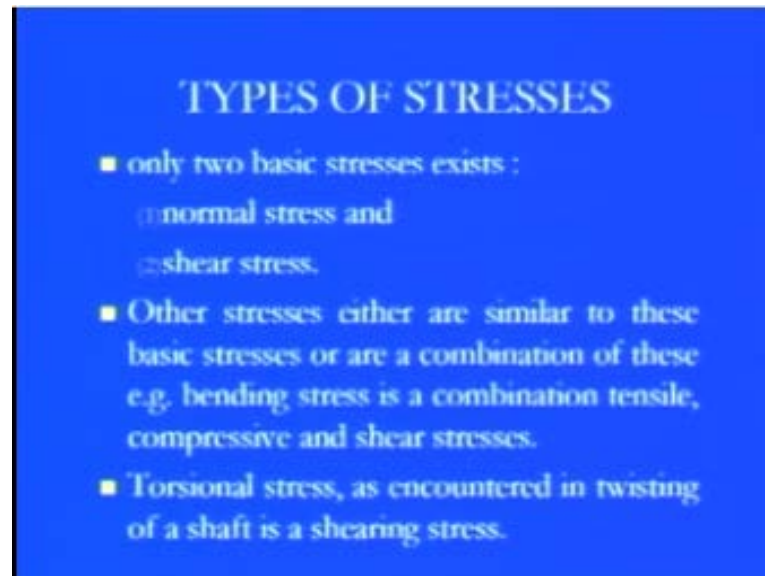 TYPES OF STRESSES
only two basic stresses exists :
(1)normal stress and
(2)shear stress.
Other stresses either are similar to these
basic stresses or are a combination of these
e.g. bending stress is a combination tensile,
compressive and shear stresses.
Torsional stress, as encountered in twisting
of a shaft is a shearing stress.